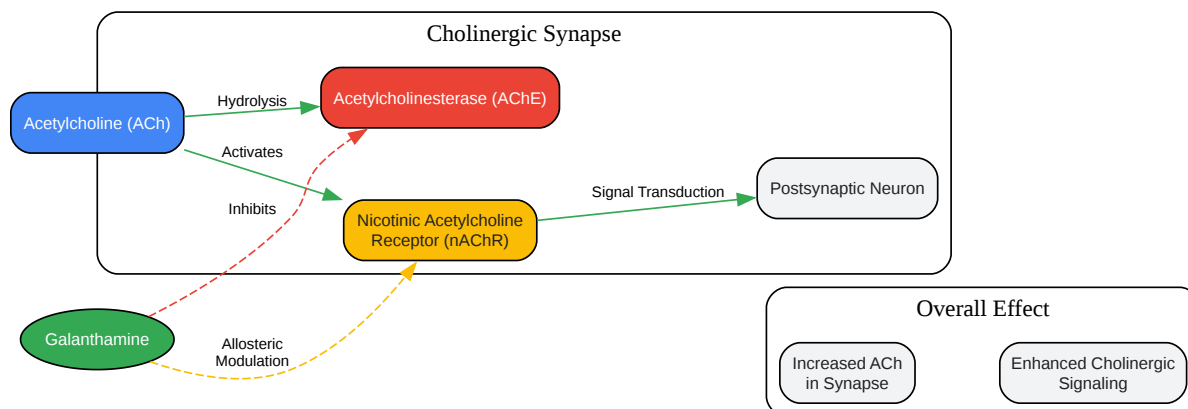 Cholinergic Synapse
Acetylcholine (ACh)
Hydrolysis
Acetylcholinesterase (AChE)
Activates
Inhibits
Nicotinic Acetylcholine
Receptor (nAChR)
Signal Transduction
Postsynaptic Neuron
Galanthamine
Allosteric
Modulation
Overall Effect
Increased ACh
in Synapse
Enhanced Cholinergic
Signaling